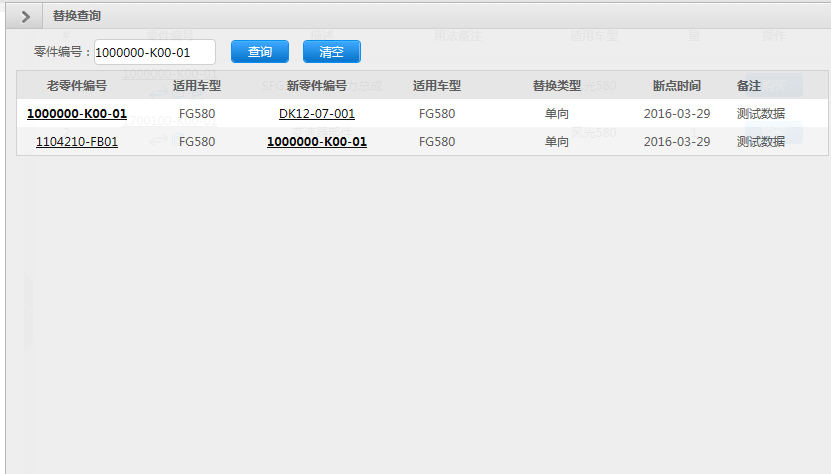 替换查询
零件编号：1000000-K00-01 查询 清空
老零件编号 适用车型 新零件编号 适用车型 替换类型 断点时间 备注
1000000-K00-01 FG580 DK12-07-001 FG580 单向 2016-03-29 测试数据
1104210-FB01 FG580 1000000-K00-01 FG580 单向 2016-03-29 测试数据